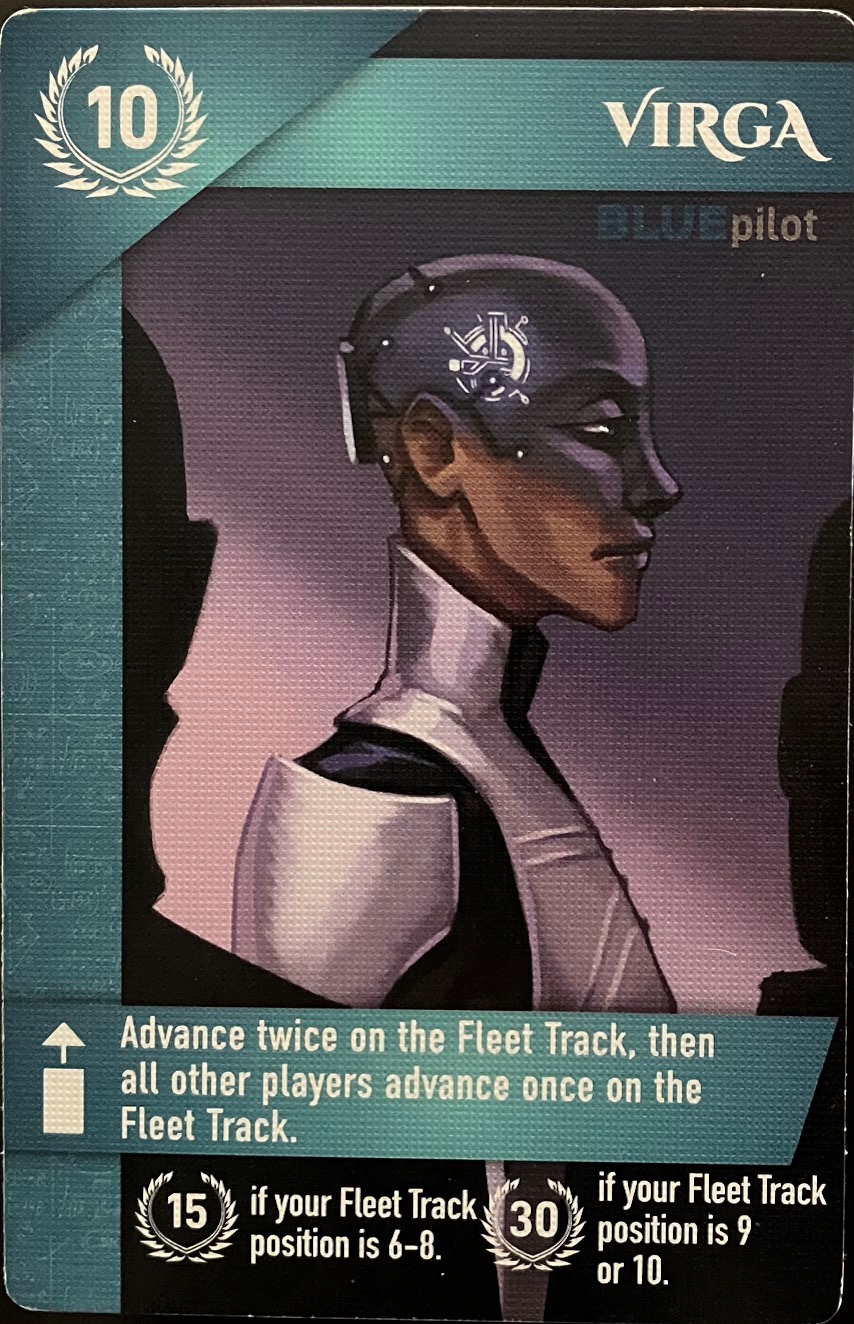 10
VIRGA
BLUEpilot
Advance twice on the Fleet Track, then
all other players advance once on the
Fleet Track.
15
if your Fleet Track
position is 6–8.
30
if your Fleet Track
position is 9
or 10.